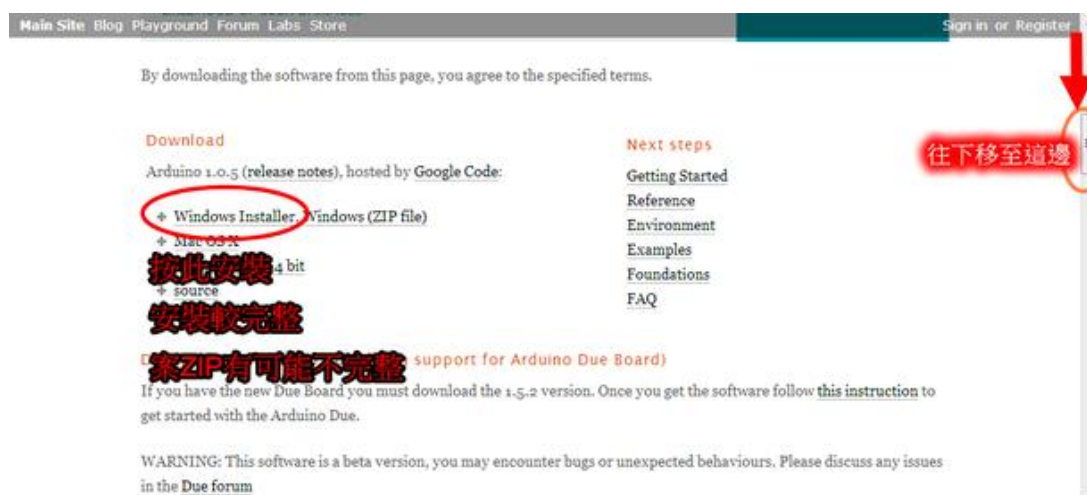 Main Site Blog Playground Forum Labs Store
Sign in or Register
By downloading the software from this page, you agree to the specified terms.
Download
Arduino 1.0.5 (release notes), hosted by Google Code:
Windows Installer, Windows (ZIP file)
Mac OS X
4 bit
source
按此安裝
安裝較完整
案ZIP有可能不完整
Next steps
Getting Started
Reference
Environment
Examples
Foundations
FAQ
往下移至這邊
support for Arduino Due Board)
If you have the new Due Board you must download the 1.5.2 version. Once you get the software follow this instruction to
get started with the Arduino Due.
WARNING: This software is a beta version, you may encounter bugs or unexpected behaviours. Please discuss any issues
in the Due forum